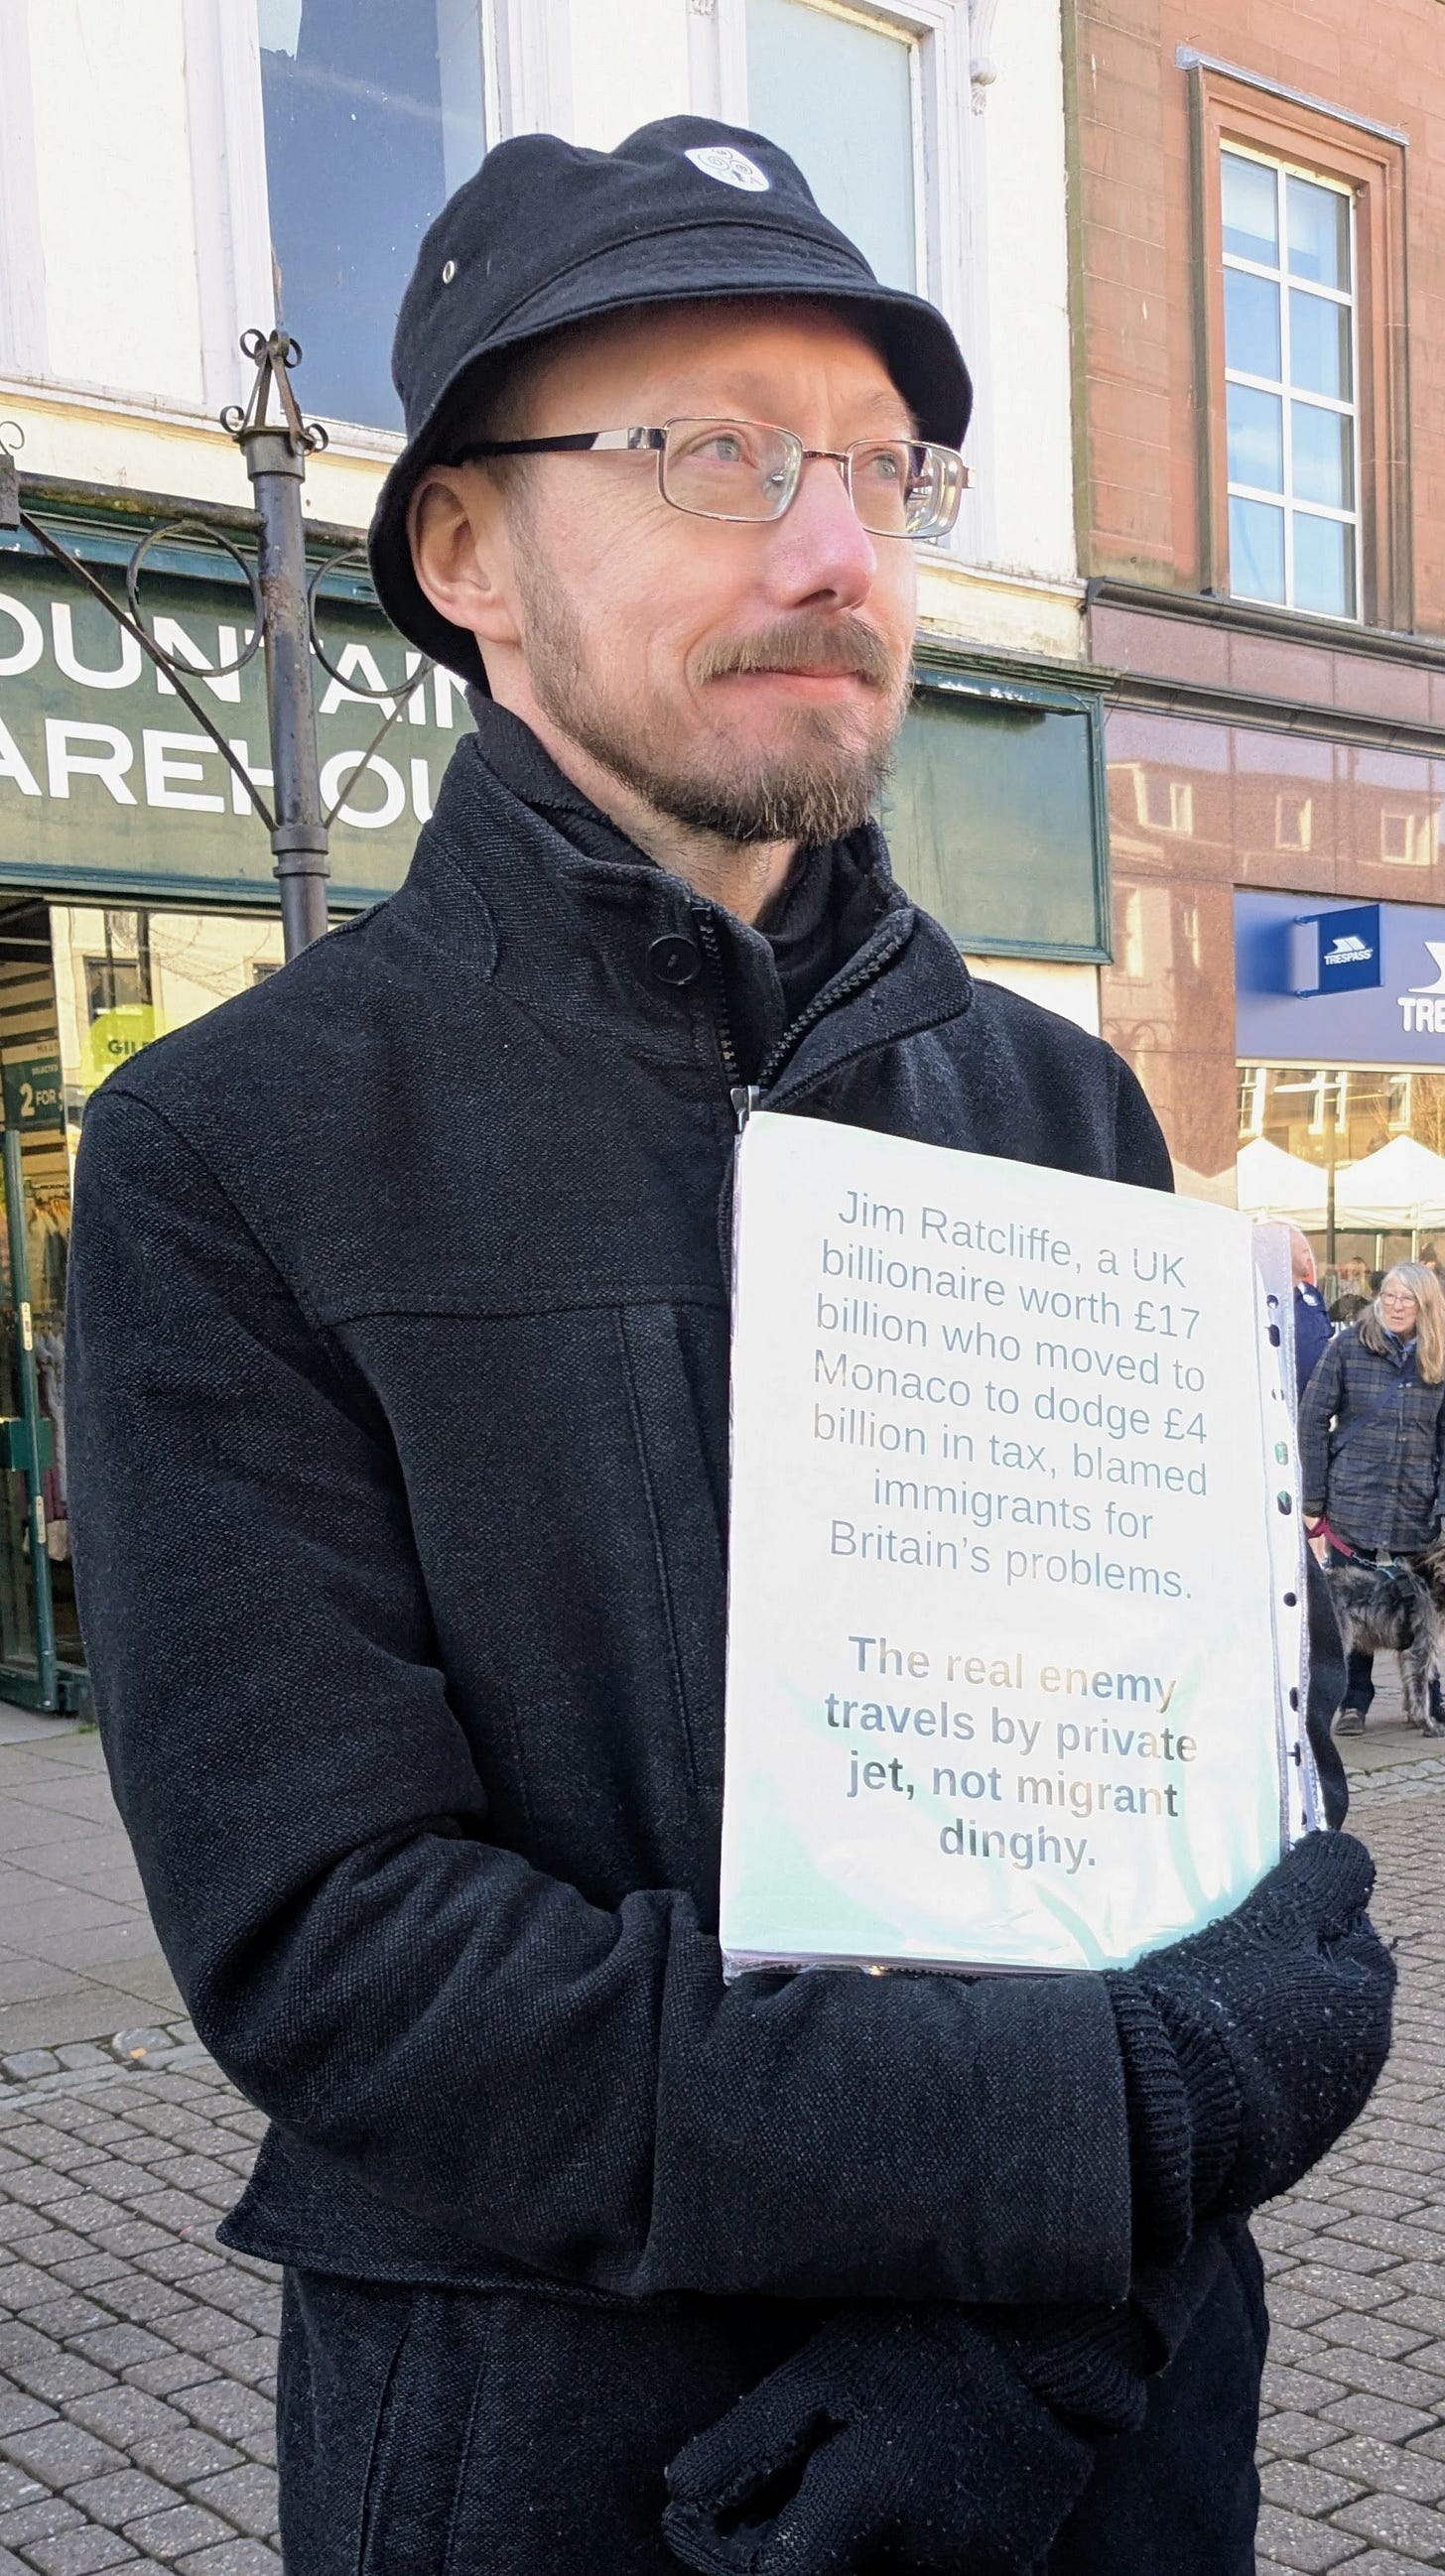 OUNTAIN
AREHOU
GILE
SELECTED
2 FOR
TRESPASS
TRE
Jim Ratcliffe, a UK
billionaire worth £17
billion who moved to
Monaco to dodge £4
billion in tax, blamed
immigrants for
Britain’s problems.
The real enemy
travels by private
jet, not migrant
dinghy.